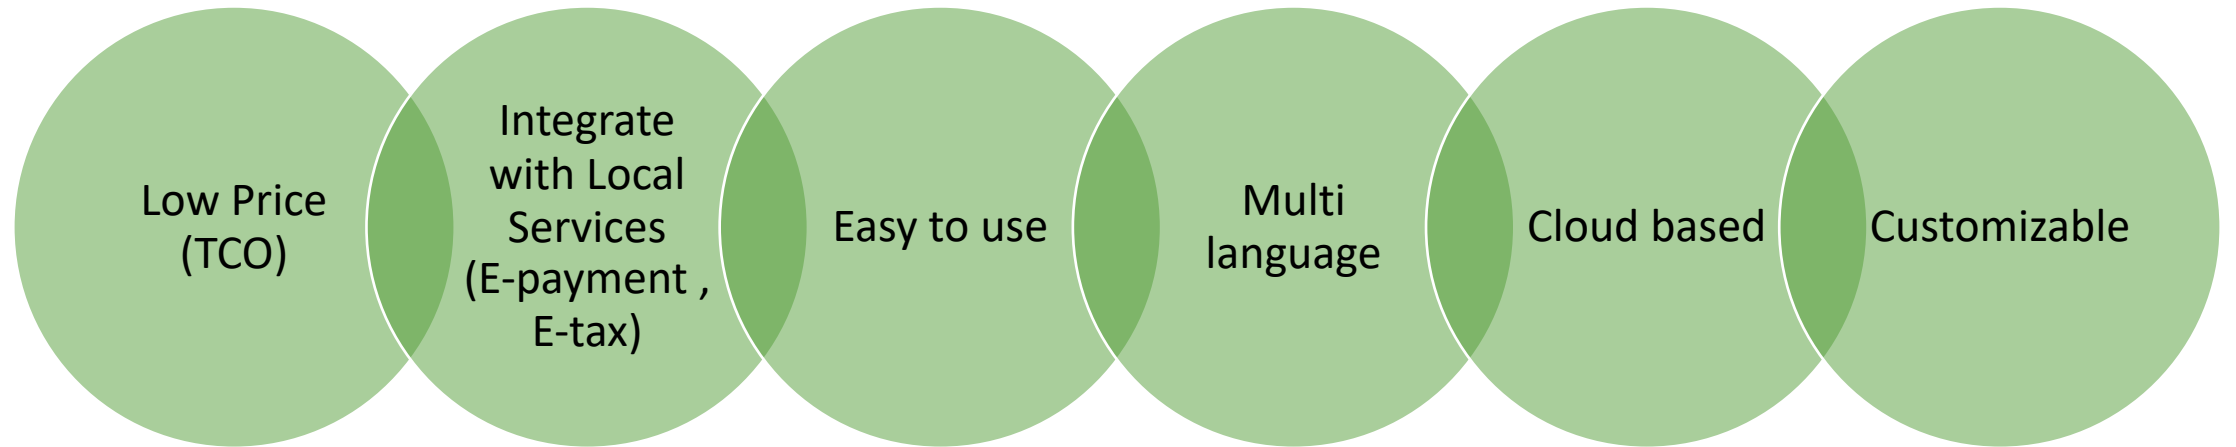 Low Price
(TCO)
Integrate
with Local
Services
(E-payment ,
E-tax)
Easy to use
Multi
language
Cloud based
Customizable